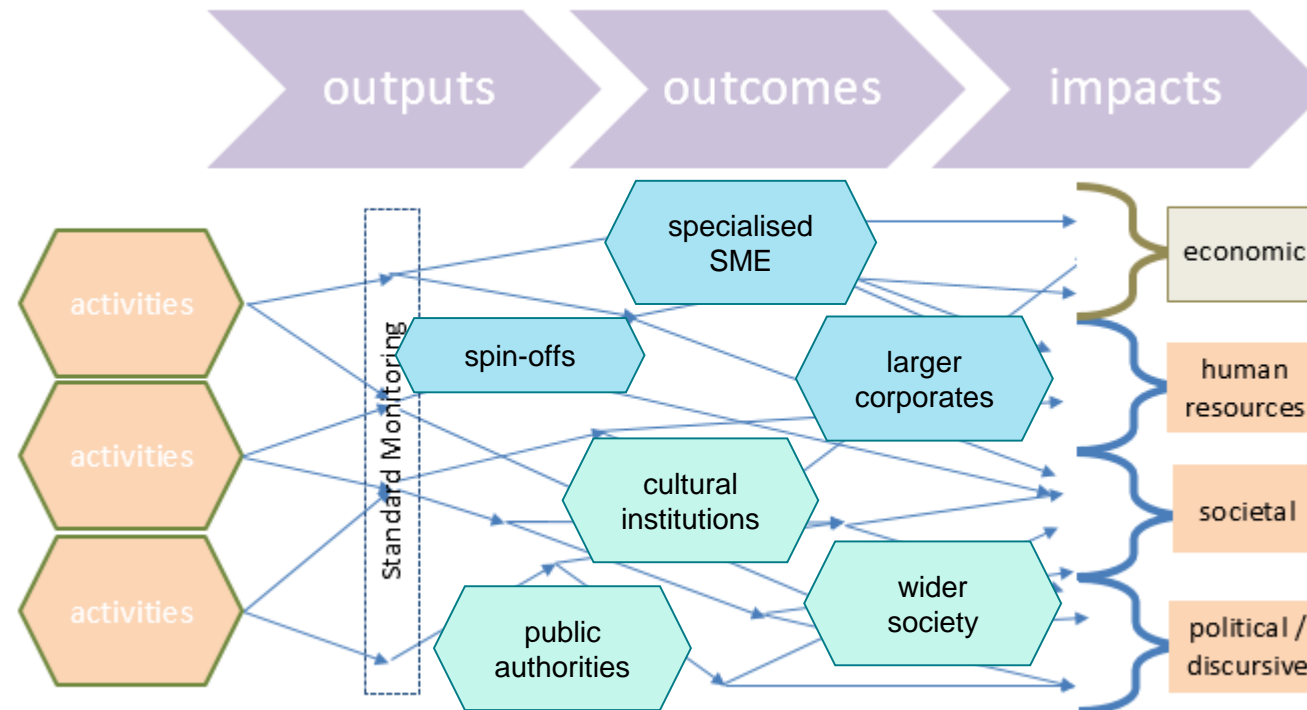 outputs
outcomes
impacts
activities
activities
activities
Standard Monitoring
specialised
SME
spin-offs
larger
corporates
cultural
institutions
public
authorities
wider
society
economic
human
resources
societal
political /
discursive